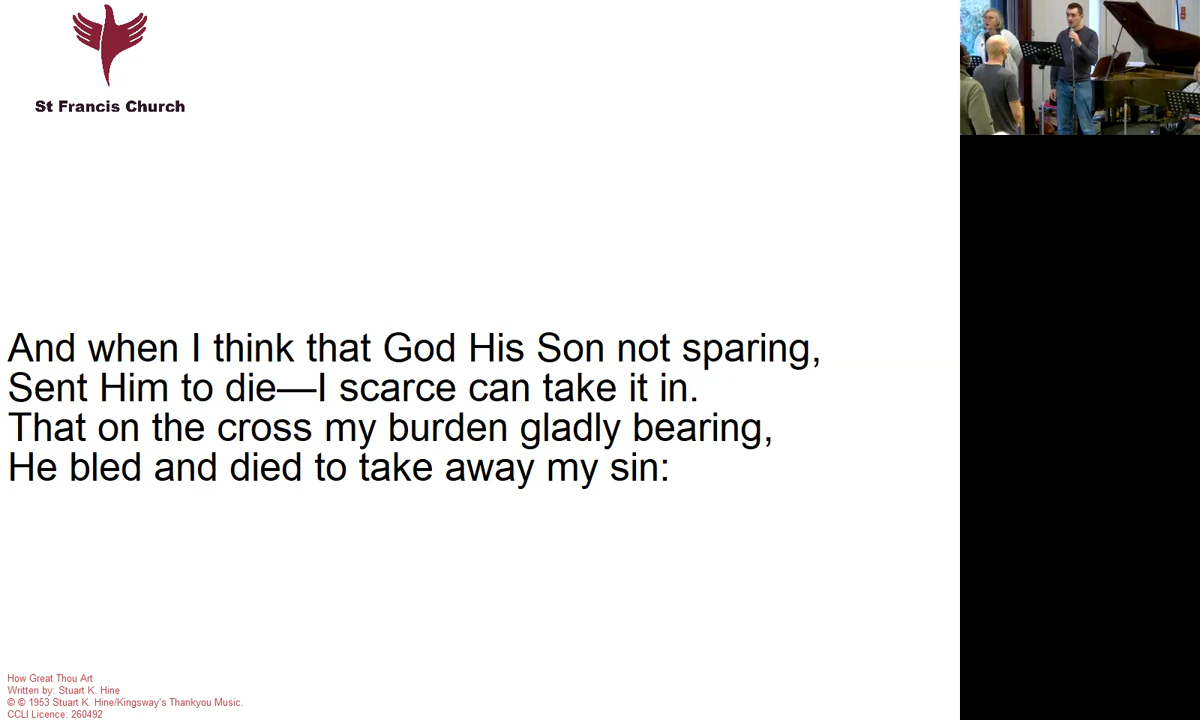 St Francis Church
And when I think that God His Son not sparing,
Sent Him to die—I scarce can take it in.
That on the cross my burden gladly bearing,
He bled and died to take away my sin:
How Great Thou Art
Written by: Stuart K. Hine
© © 1953 Stuart K. Hine/Kingsway's Thankyou Music.
CCLI Licence: 260492